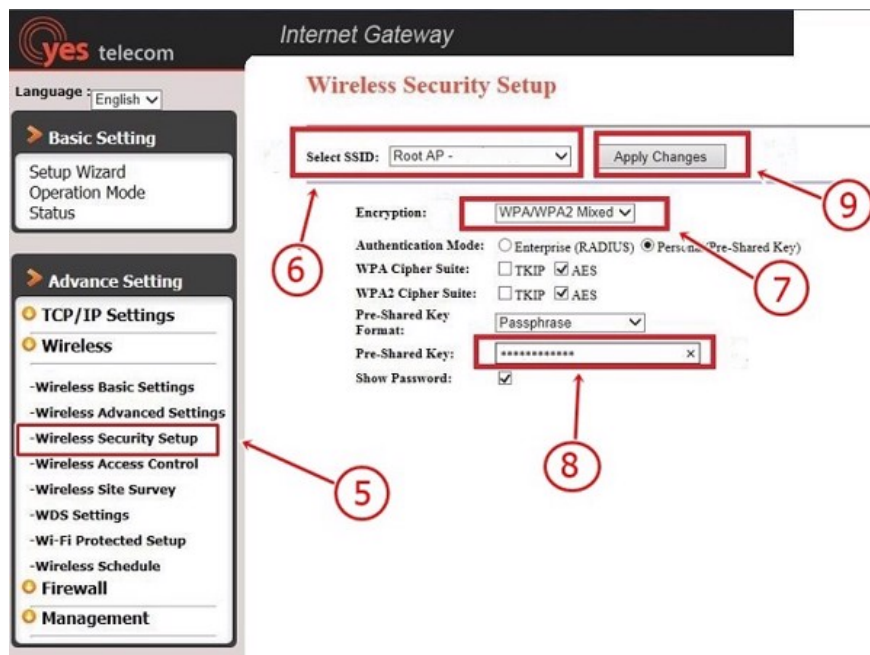 yes telecom
Internet Gateway
Language : English
Basic Setting
Setup Wizard
Operation Mode
Status
Advance Setting
TCP/IP Settings
Wireless
-Wireless Basic Settings
-Wireless Advanced Settings
-Wireless Security Setup
-Wireless Access Control
-Wireless Site Survey
-WDS Settings
-Wi-Fi Protected Setup
-Wireless Schedule
Firewall
Management
5
Wireless Security Setup
Select SSID: Root AP - Apply Changes
6
9
Encryption: WPA/WPA2 Mixed
Authentication Mode: Enterprise (RADIUS) Personal (Pre-Shared Key)
7
WPA Cipher Suite: TKIP AES
WPA2 Cipher Suite: TKIP AES
Pre-Shared Key
Format: Passphrase
Pre-Shared Key: ************ ×
Show Password:
8